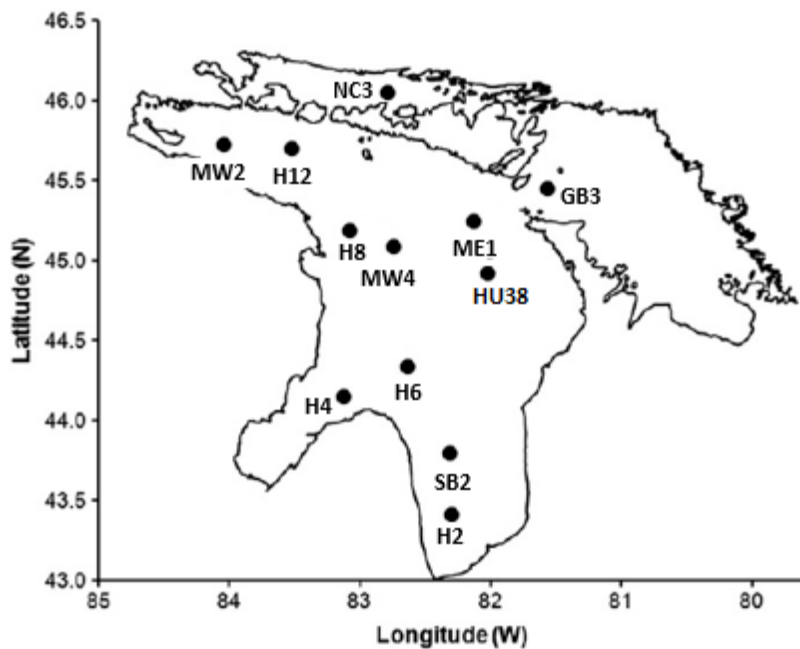 46.5
46.0
45.5
45.0
44.5
44.0
43.5
43.0
Latitude (N)
NC3
MW2
H12
GB3
H8
MW4
ME1
HU38
H6
H4
SB2
H2
85 84 83 82 81 80
Longitude (W)